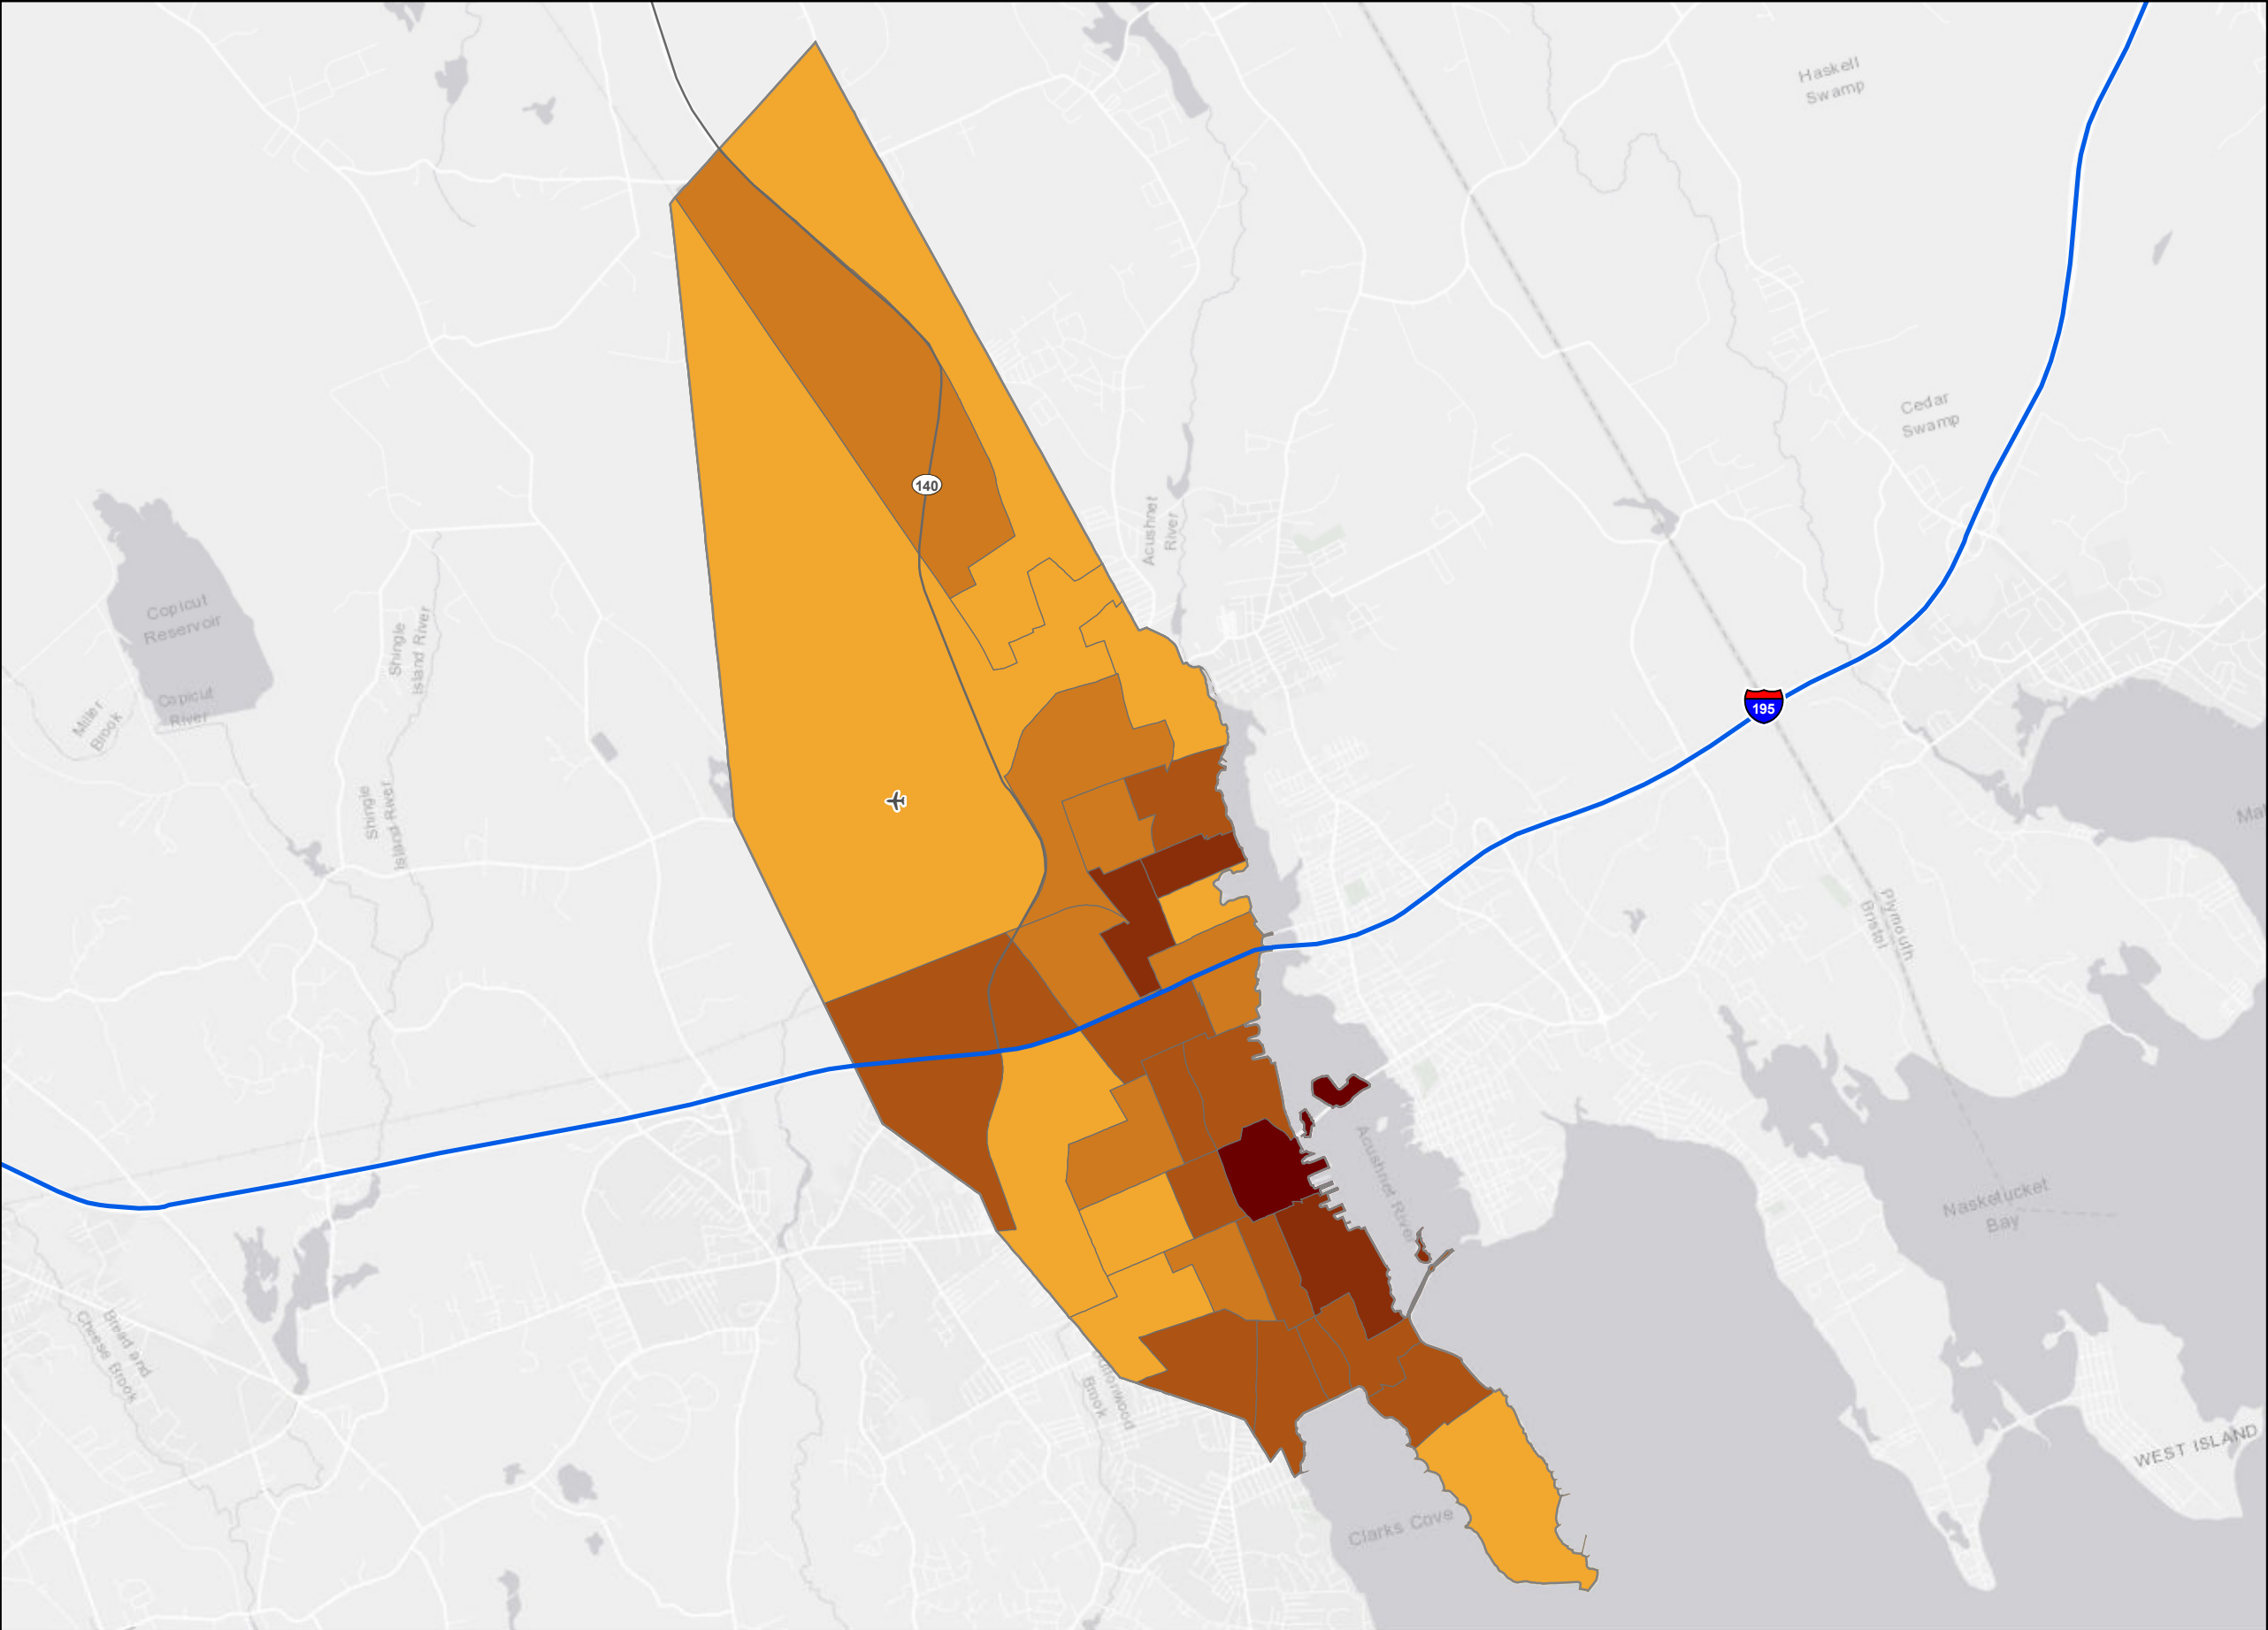 Haskell
Swamp
Cedar
Swamp
140
Acushnet
River
Copicut
Reservoir
Shingle
Island River
Copicut
River
Miller
Brook
195
Shingle
Island River
Plymouth
Bristol
Acushnet River
Nasketucket
Bay
Bread and
Cheese Brook
Brook
WEST ISLAND
Clarks Cove